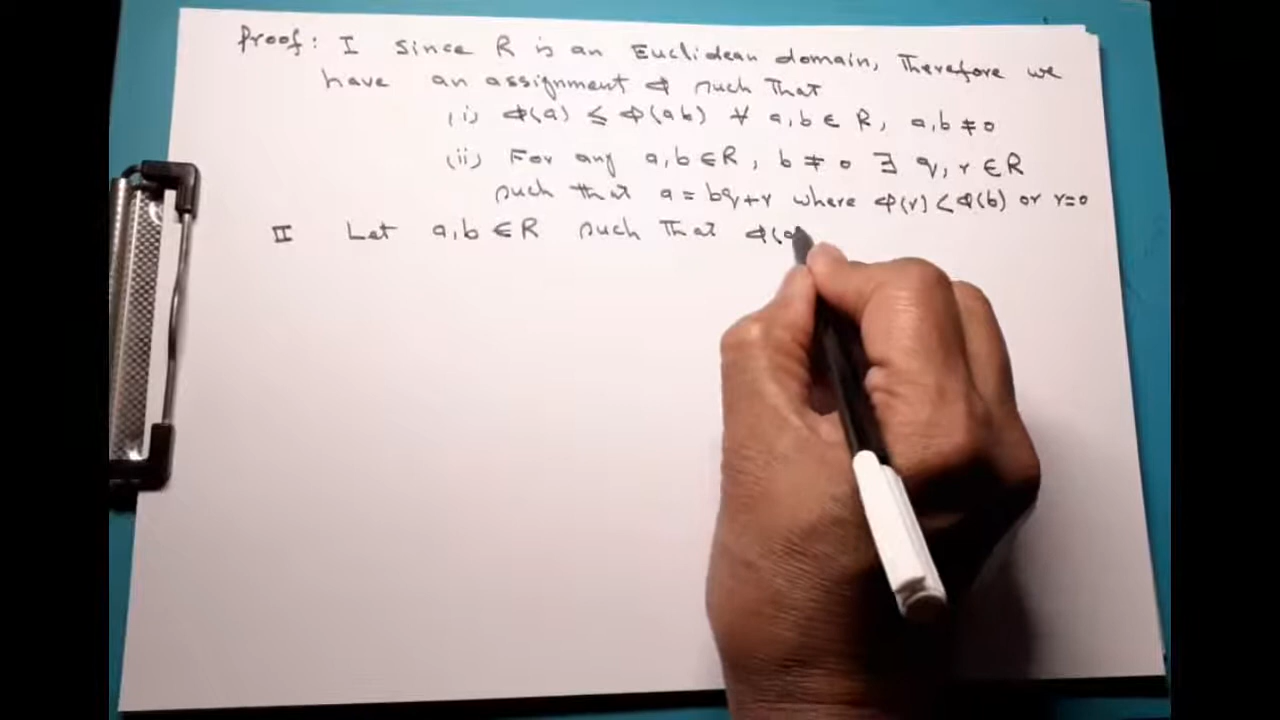 Proof: I Since R is an Euclidean domain, Therefore we
have an assignment φ such That
(i) φ(a) ≤ φ(ab) ∀ a,b ∈ R, a,b ≠ 0
(ii) For any a,b ∈ R, b ≠ 0 ∃ q, r ∈ R
such that a = bq+r where φ(r) < φ(b) or r=0
II Let a,b ∈ R such That φ(a